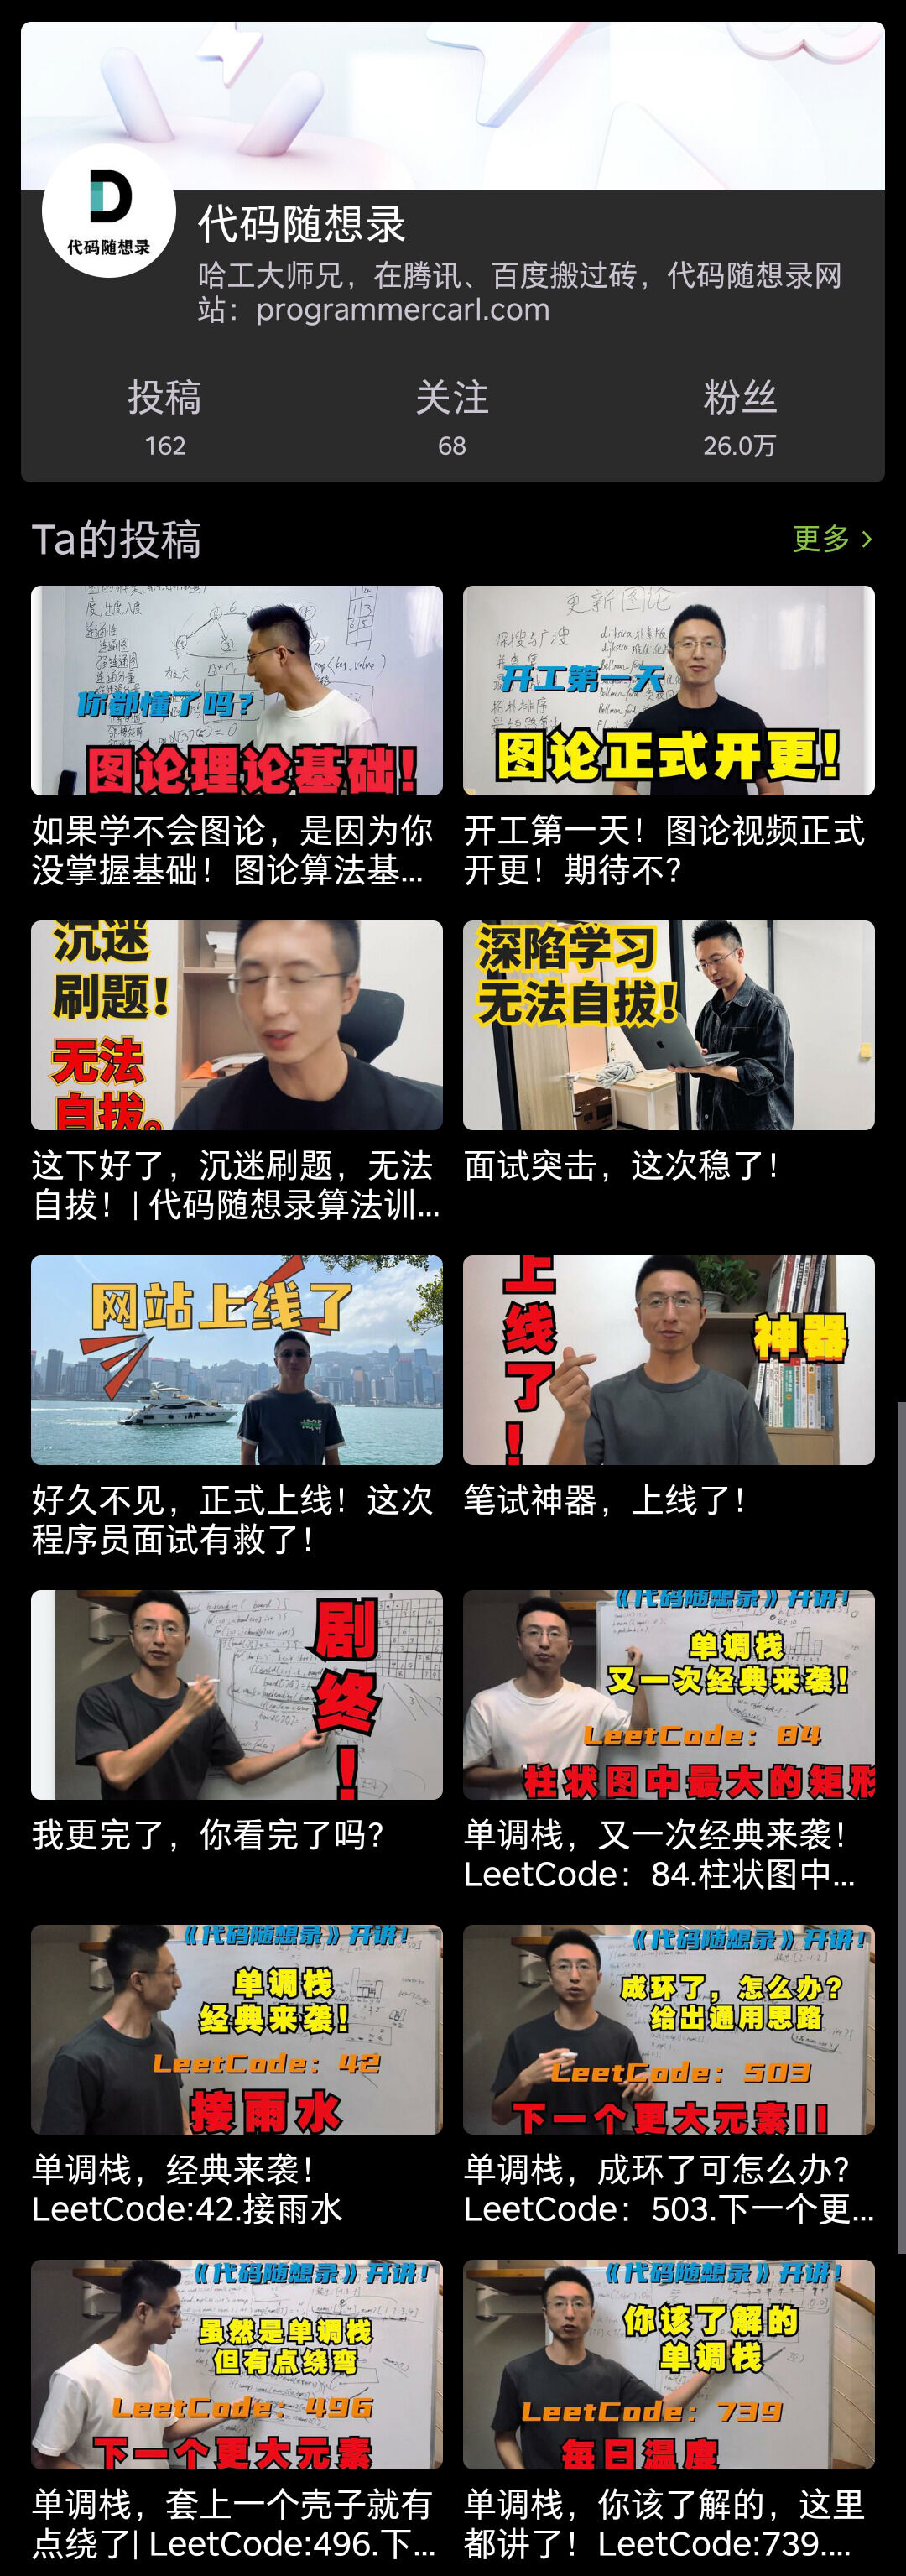 代码随想录
代码随想录
哈工大师兄，在腾讯、百度搬过砖，代码随想录网
站：programmercarl.com
投稿
关注
粉丝
162
68
26.0万
Ta的投稿
更多 >
你都懂了吗?
图论理论基础!
更新图论
开工第一天
图论正式开更!
如果学不会图论，是因为你
没掌握基础！图论算法基...
开工第一天！图论视频正式
开更！期待不？
沉迷
刷题!
无法
自拔。
深陷学习
无法自拔!
这下好了，沉迷刷题，无法
自拔！| 代码随想录算法训...
面试突击，这次稳了！
网站上线了
上线了!
神器
好久不见，正式上线！这次
程序员面试有救了！
笔试神器，上线了！
剧终!
《代码随想录》开讲!
单调栈
又一次经典来袭!
LeetCode: 84
柱状图中最大的矩形
我更完了，你看完了吗？
单调栈，又一次经典来袭！
LeetCode：84.柱状图中...
《代码随想录》开讲!
单调栈
经典来袭!
LeetCode: 42
接雨水
《代码随想录》开讲!
成环了，怎么办?
给出通用思路
LeetCode: 503
下一个更大元素II
单调栈，经典来袭！
LeetCode:42.接雨水
单调栈，成环了可怎么办？
LeetCode：503.下一个更...
《代码随想录》开讲!
虽然是单调栈
但有点绕弯
LeetCode: 496
下一个更大元素
《代码随想录》开讲!
你该了解的
单调栈
LeetCode: 739
每日温度
单调栈，套上一个壳子就有
点绕了| LeetCode:496.下...
单调栈，你该了解的，这里
都讲了！LeetCode:739....